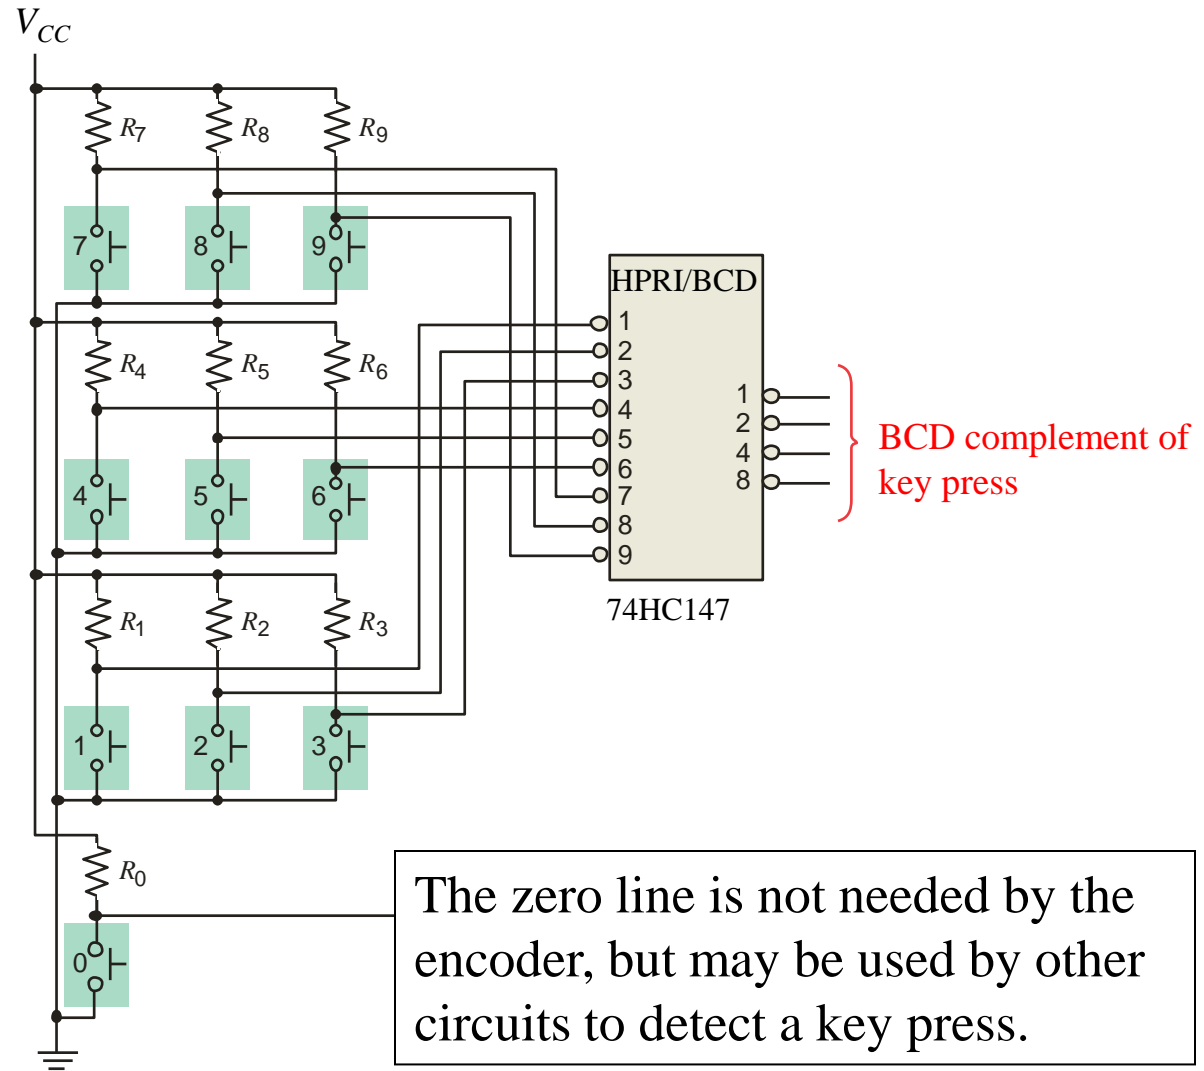 V_CC
R7 R8 R9
7 8 9
HPRI/BCD
1
2
3
4
5
6
7
8
9
1
2
4
8
BCD complement of
key press
R4 R5 R6
4 5 6
74HC147
R1 R2 R3
1 2 3
R0
0
The zero line is not needed by the
encoder, but may be used by other
circuits to detect a key press.